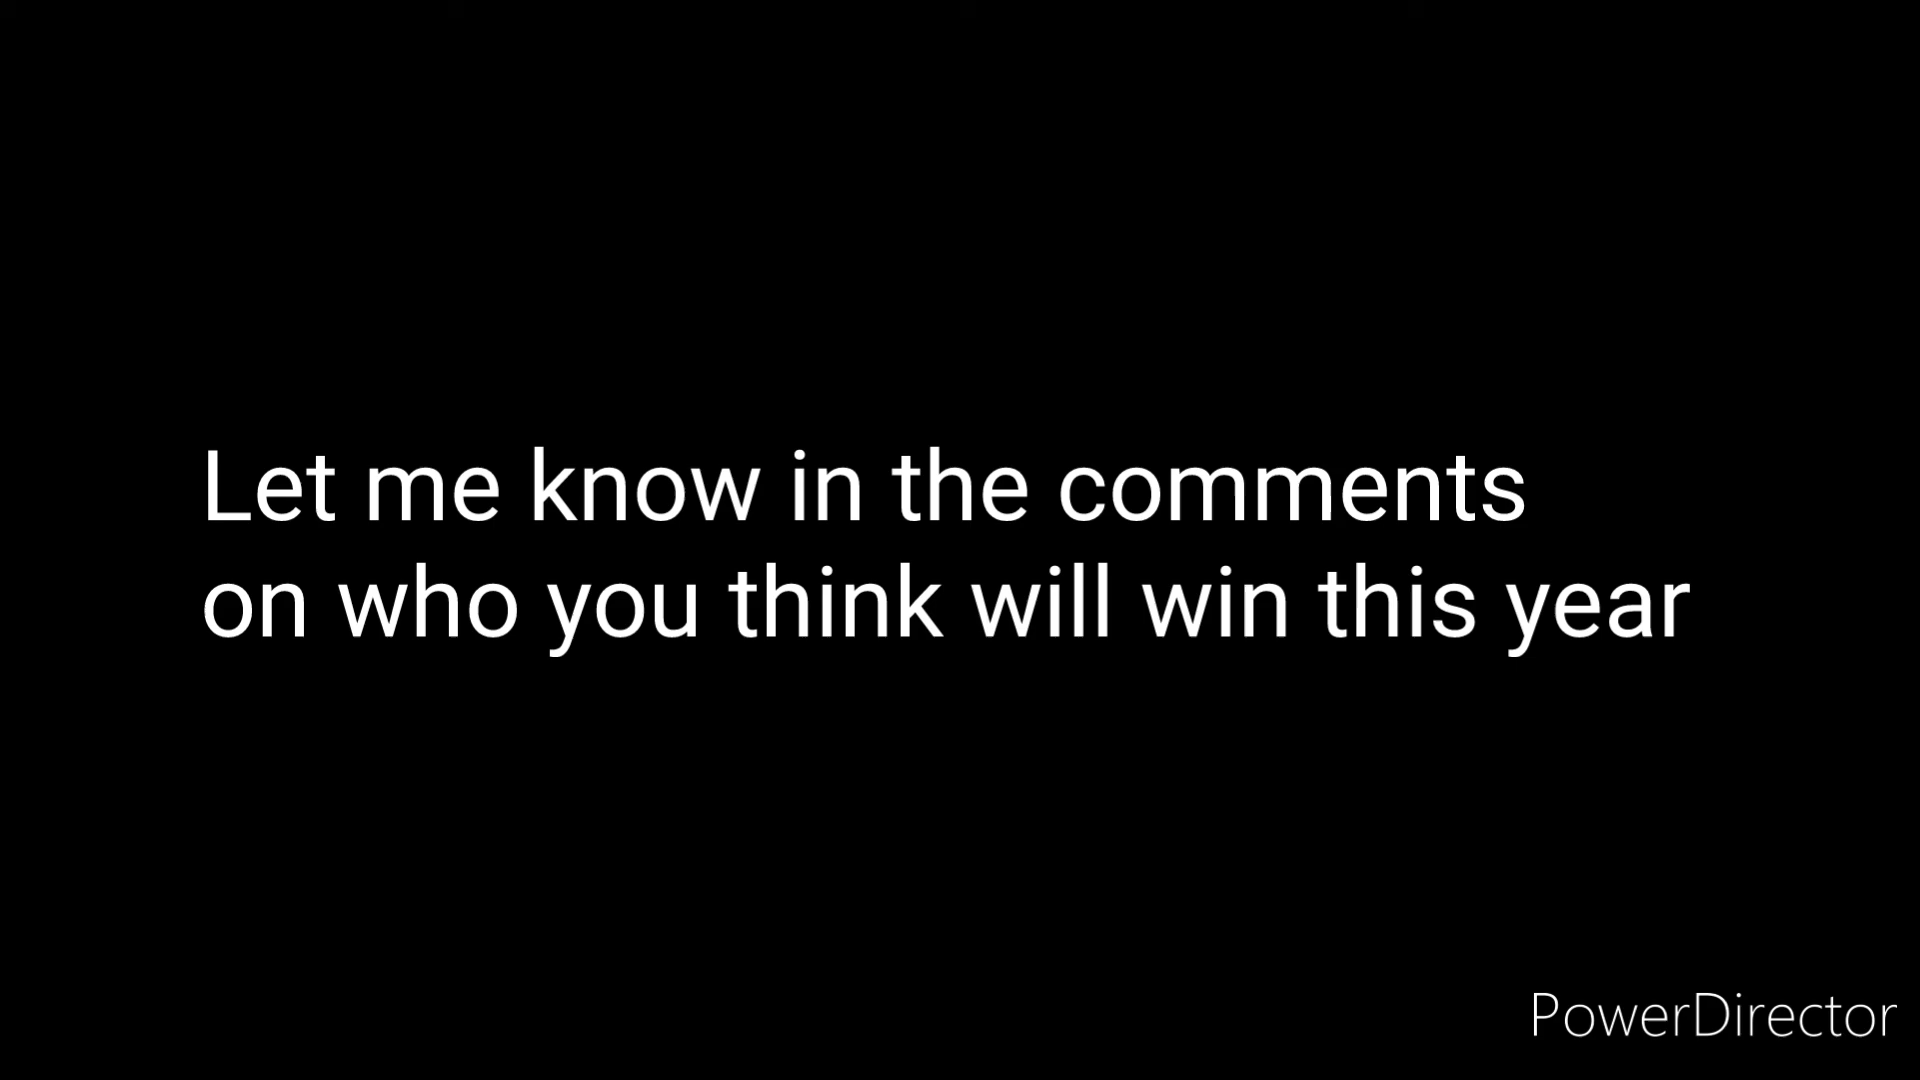 Let me know in the comments
on who you think will win this year
PowerDirector